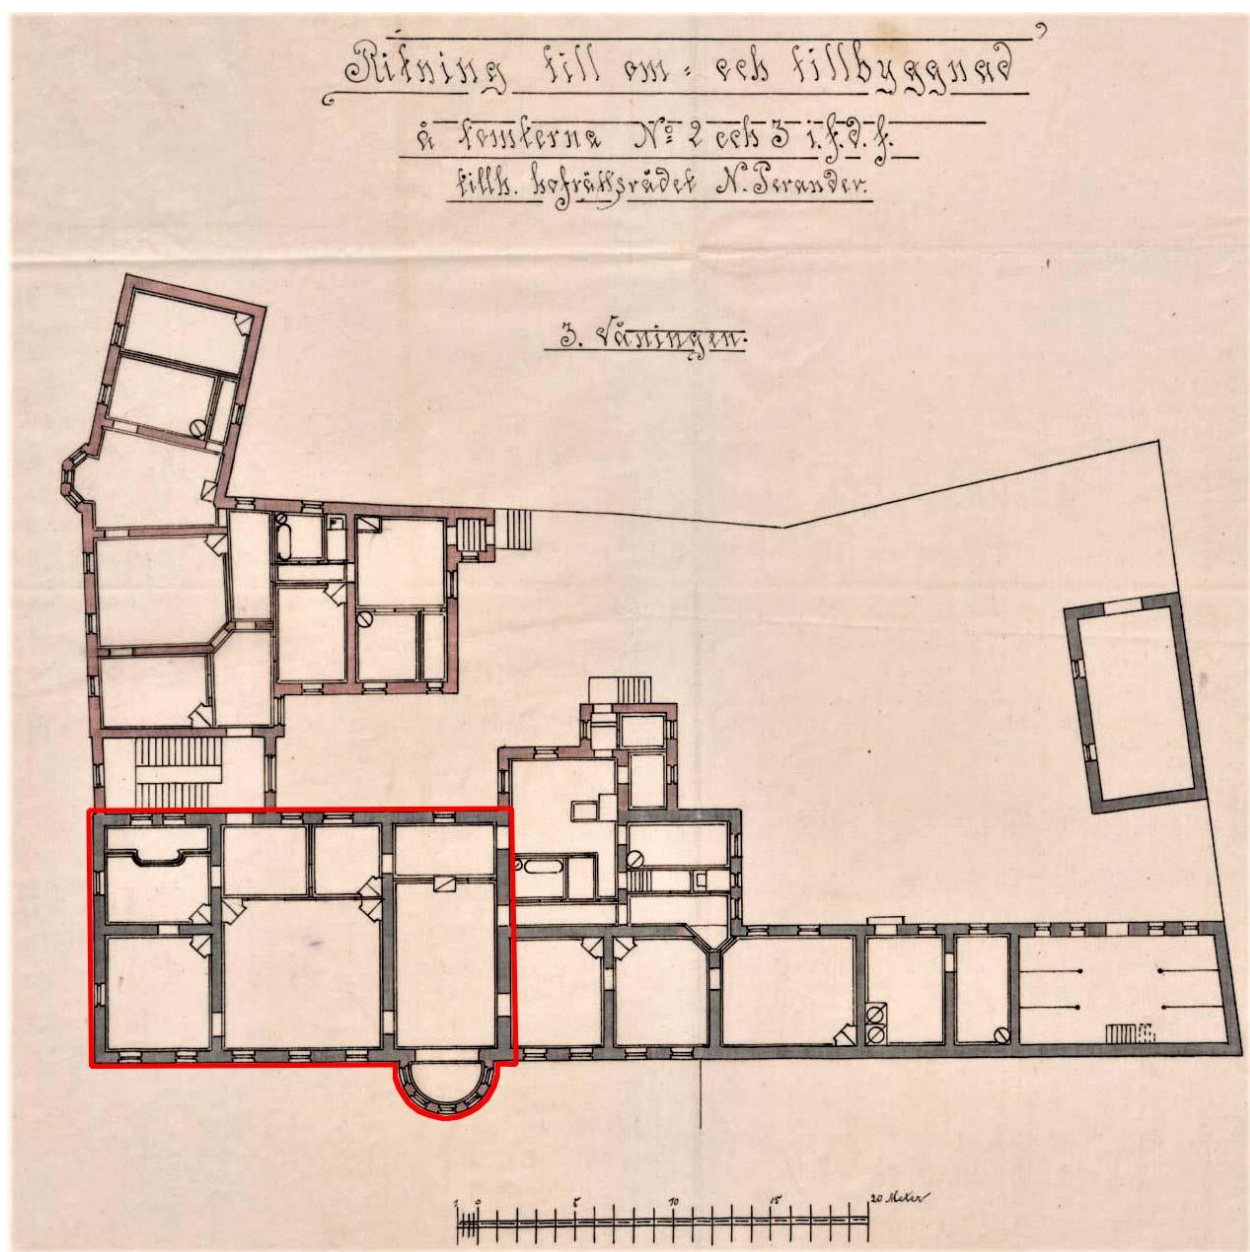 Ritning till om- och tillbyggnad
å tomterna Nº 2 och 3 i.f.d.f.
tillh. hofrättsrådet N. Perander.
3. Våningen.
1 0 5 10 15 20 Meter